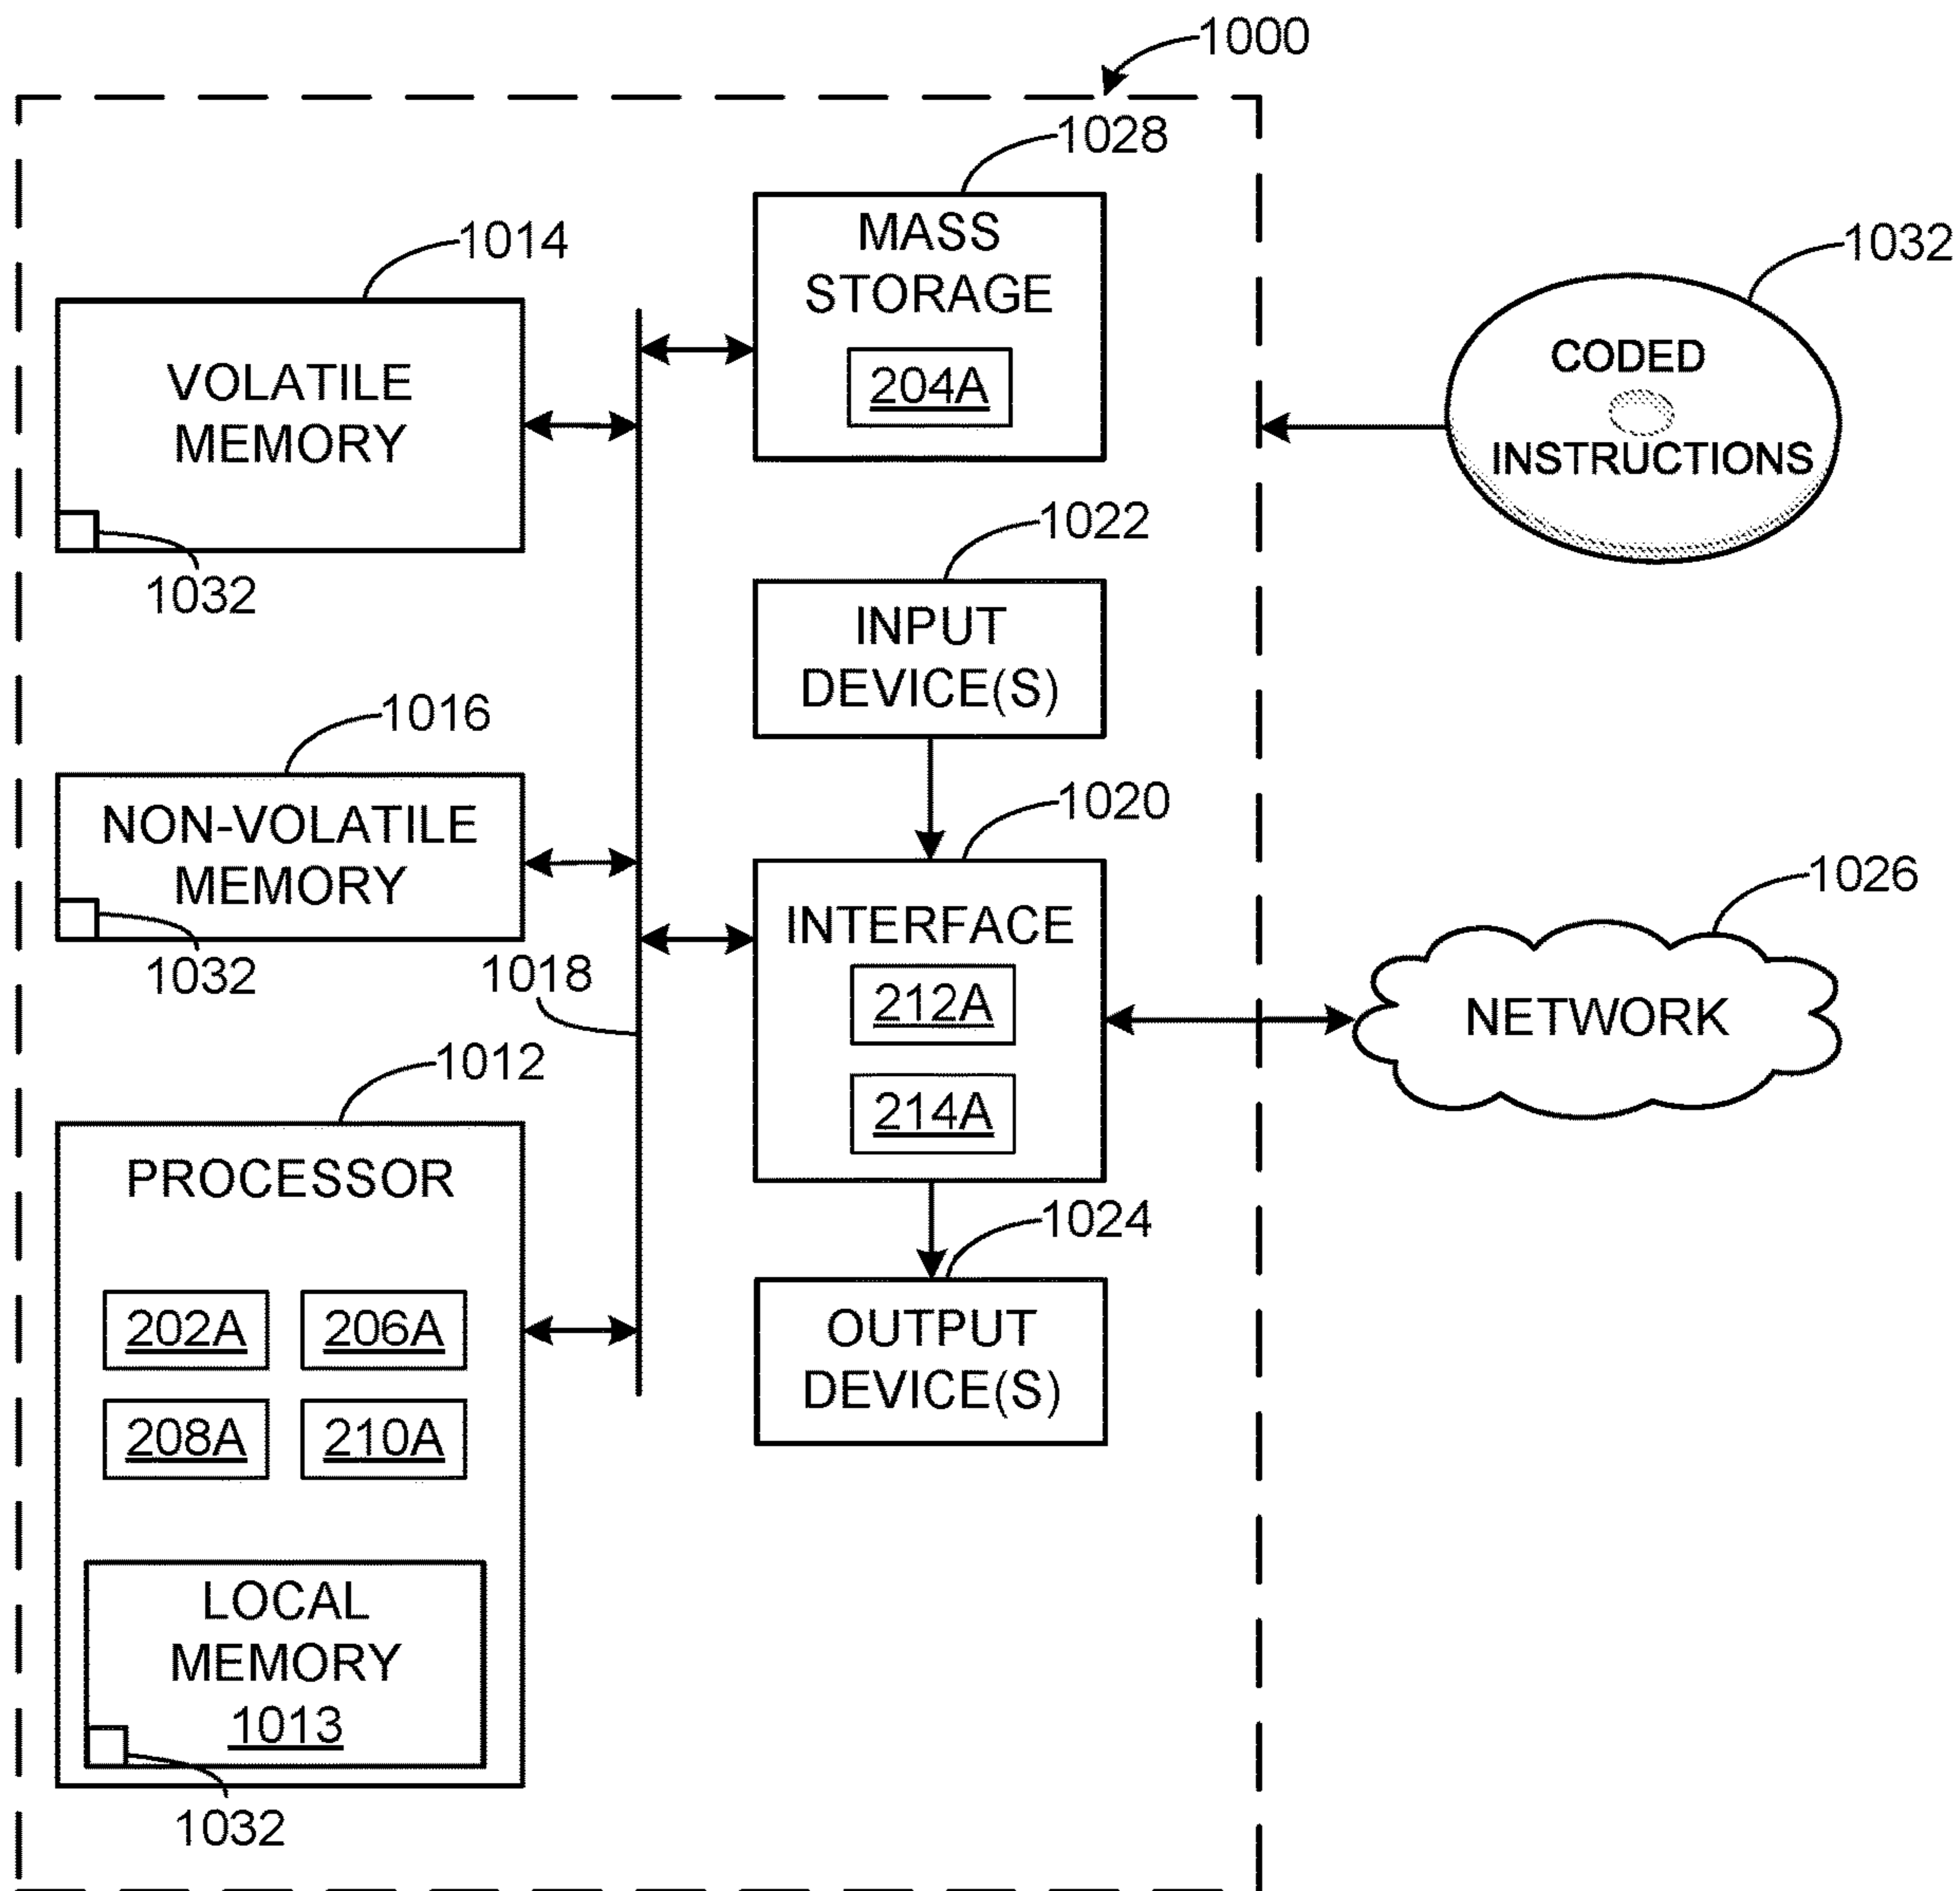 1000
1028
MASS
STORAGE
204A
1014
VOLATILE
MEMORY
1032
1032
CODED
INSTRUCTIONS
1022
INPUT
DEVICE(S)
1016
NON-VOLATILE
MEMORY
1032
1018
1020
INTERFACE
212A
214A
1026
NETWORK
1012
PROCESSOR
202A
206A
208A
210A
LOCAL
MEMORY
1013
1032
1024
OUTPUT
DEVICE(S)